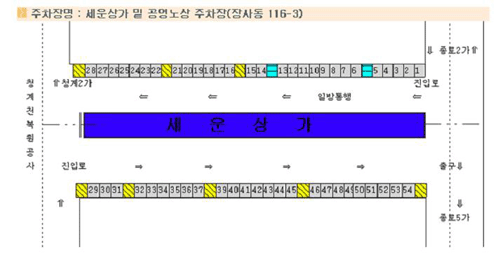 주차장명 : 세운상가 밑 공영노상 주차장(장사동 116-3)
⇩ 종로2가⇧
28 27 26 25 24 23 22 21 20 19 18 17 16 15 14 13 12 11 10 9 8 7 6 5 4 3 2 1
⇧청계2가
진입로
⇦ ⇦ ⇦ 일방통행 ⇦
청계천복원공사
세 운 상 가
진입로 ⇨ ⇨ ⇨ ⇨ 출구⇩
29 30 31 32 33 34 35 36 37 39 40 41 42 43 44 45 46 47 48 49 50 51 52 53 54
⇧
⇩
종로5가